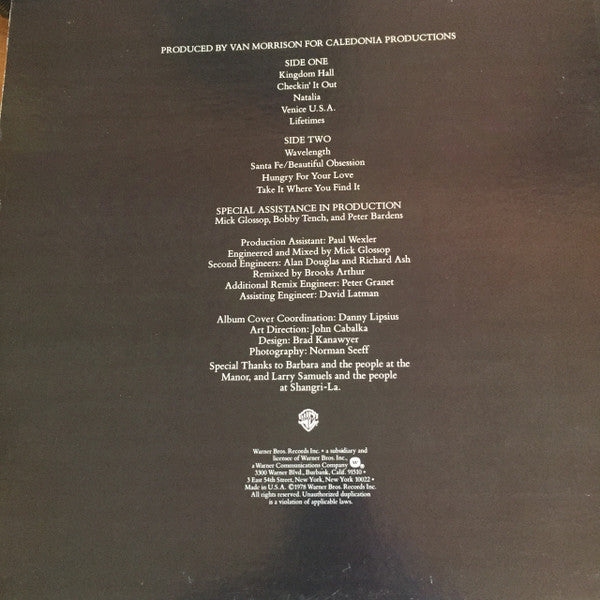 PRODUCED BY VAN MORRISON FOR CALEDONIA PRODUCTIONS
SIDE ONE
Kingdom Hall
Checkin' It Out
Natalia
Venice U.S.A.
Lifetimes
SIDE TWO
Wavelength
Santa Fe/Beautiful Obsession
Hungry For Your Love
Take It Where You Find It
SPECIAL ASSISTANCE IN PRODUCTION
Mick Glossop, Bobby Tench, and Peter Bardens
Production Assistant: Paul Wexler
Engineered and Mixed by Mick Glossop
Second Engineers: Alan Douglas and Richard Ash
Remixed by Brooks Arthur
Additional Remix Engineer: Peter Granet
Assisting Engineer: David Latman
Album Cover Coordination: Danny Lipsius
Art Direction: John Cabalka
Design: Brad Kanawyer
Photography: Norman Seeff
Special Thanks to Barbara and the people at the
Manor, and Larry Samuels and the people
at Shangri-La.
Warner Bros. Records Inc. • a subsidiary and
licensee of Warner Bros. Inc.,
a Warner Communications Company
3300 Warner Blvd., Burbank, Calif. 91510 •
3 East 54th Street, New York, New York 10022 •
Made in U.S.A. ©1978 Warner Bros. Records Inc.
All rights reserved. Unauthorized duplication
is a violation of applicable laws.